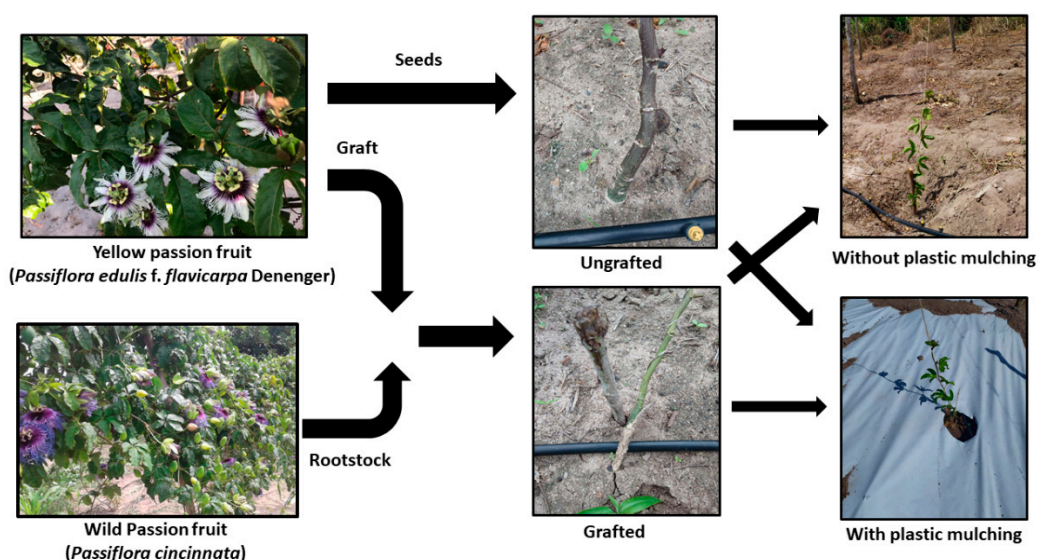 Seeds
Graft
Yellow passion fruit
(Passiflora edulis f. flavicarpa Denenger)
Ungrafted
Without plastic mulching
Rootstock
Wild Passion fruit
(Passiflora cincinnata)
Grafted
With plastic mulching